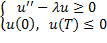 u″ − λu ≥ 0
u(0), u(T) ≤ 0